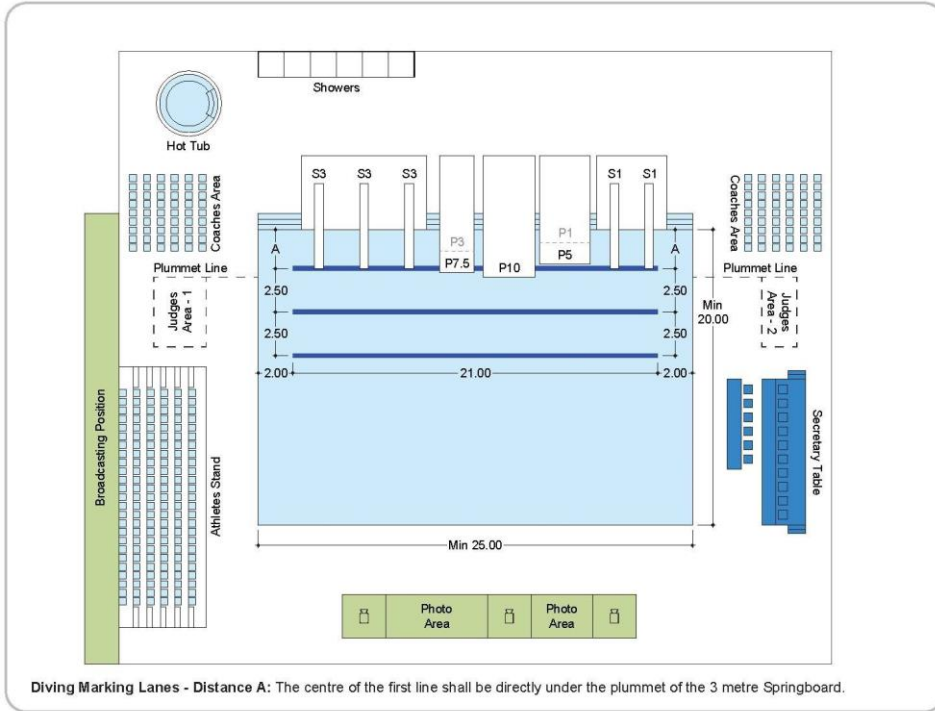 Showers
Hot Tub
S3 S3 S3 S1 S1
P3 P1
P7.5 P10 P5
Coaches Area
Coaches Area
A A
Plummet Line Plummet Line
Judges
Area - 1
Judges
Area - 2
2.50 2.50
Min
20.00
2.50 2.50
2.00 21.00 2.00
Broadcasting Position
Athletes Stand
Secretary Table
Min 25.00
Photo
Area
Photo
Area
Diving Marking Lanes - Distance A: The centre of the first line shall be directly under the plummet of the 3 metre Springboard.